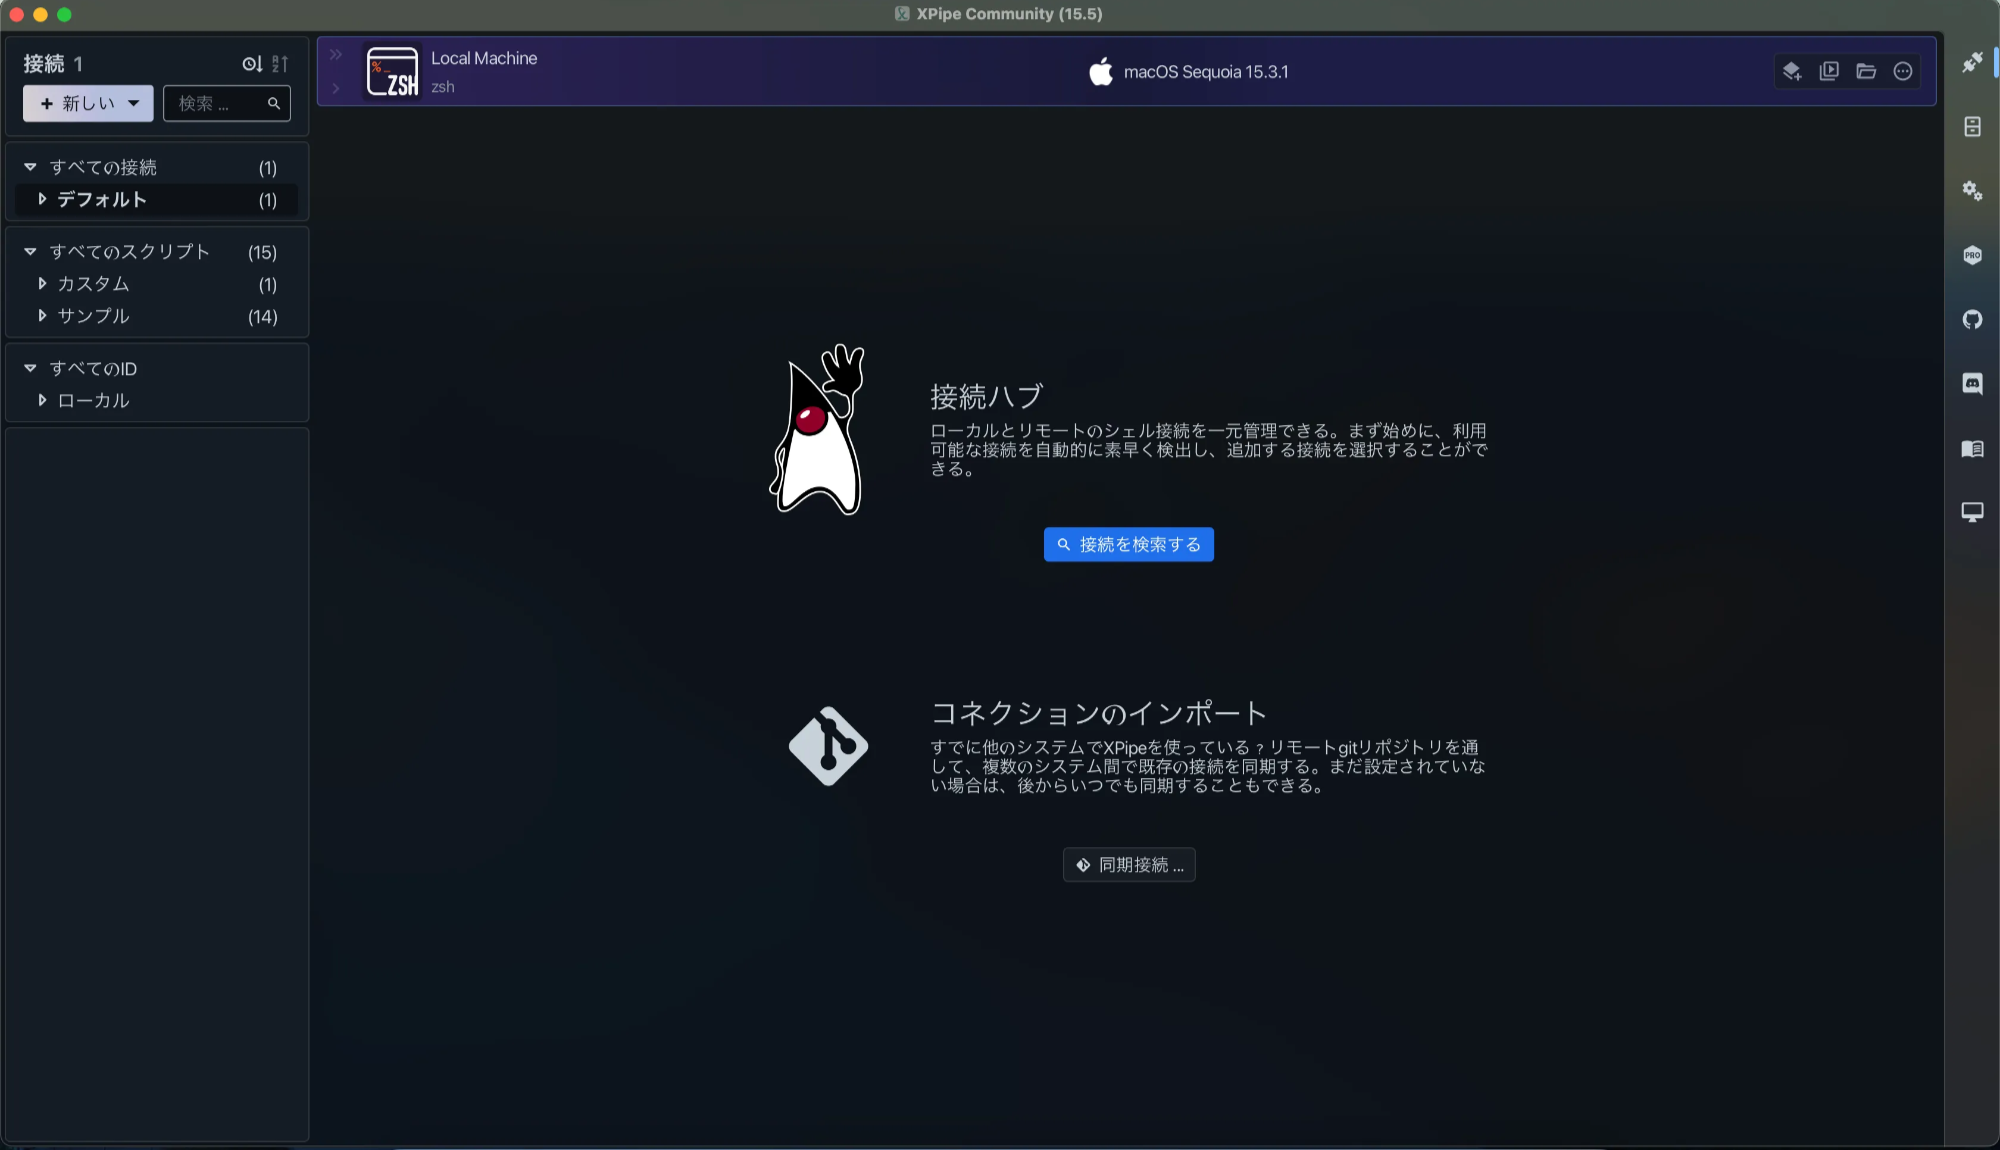 XPipe Community (15.5)
接続 1
新しい
検索 ...
すべての接続 (1)
デフォルト (1)
すべてのスクリプト (15)
カスタム (1)
サンプル (14)
すべてのID
ローカル
%_
ZSH
Local Machine
zsh
macOS Sequoia 15.3.1
接続ハブ
ローカルとリモートのシェル接続を一元管理できる。まず始めに、利用
可能な接続を自動的に素早く検出し、追加する接続を選択することがで
きる。
接続を検索する
コネクションのインポート
すでに他のシステムでXPipeを使っている？リモートgitリポジトリを通
して、複数のシステム間で既存の接続を同期する。まだ設定されていな
い場合は、後からいつでも同期することもできる。
同期接続 ...
PRO